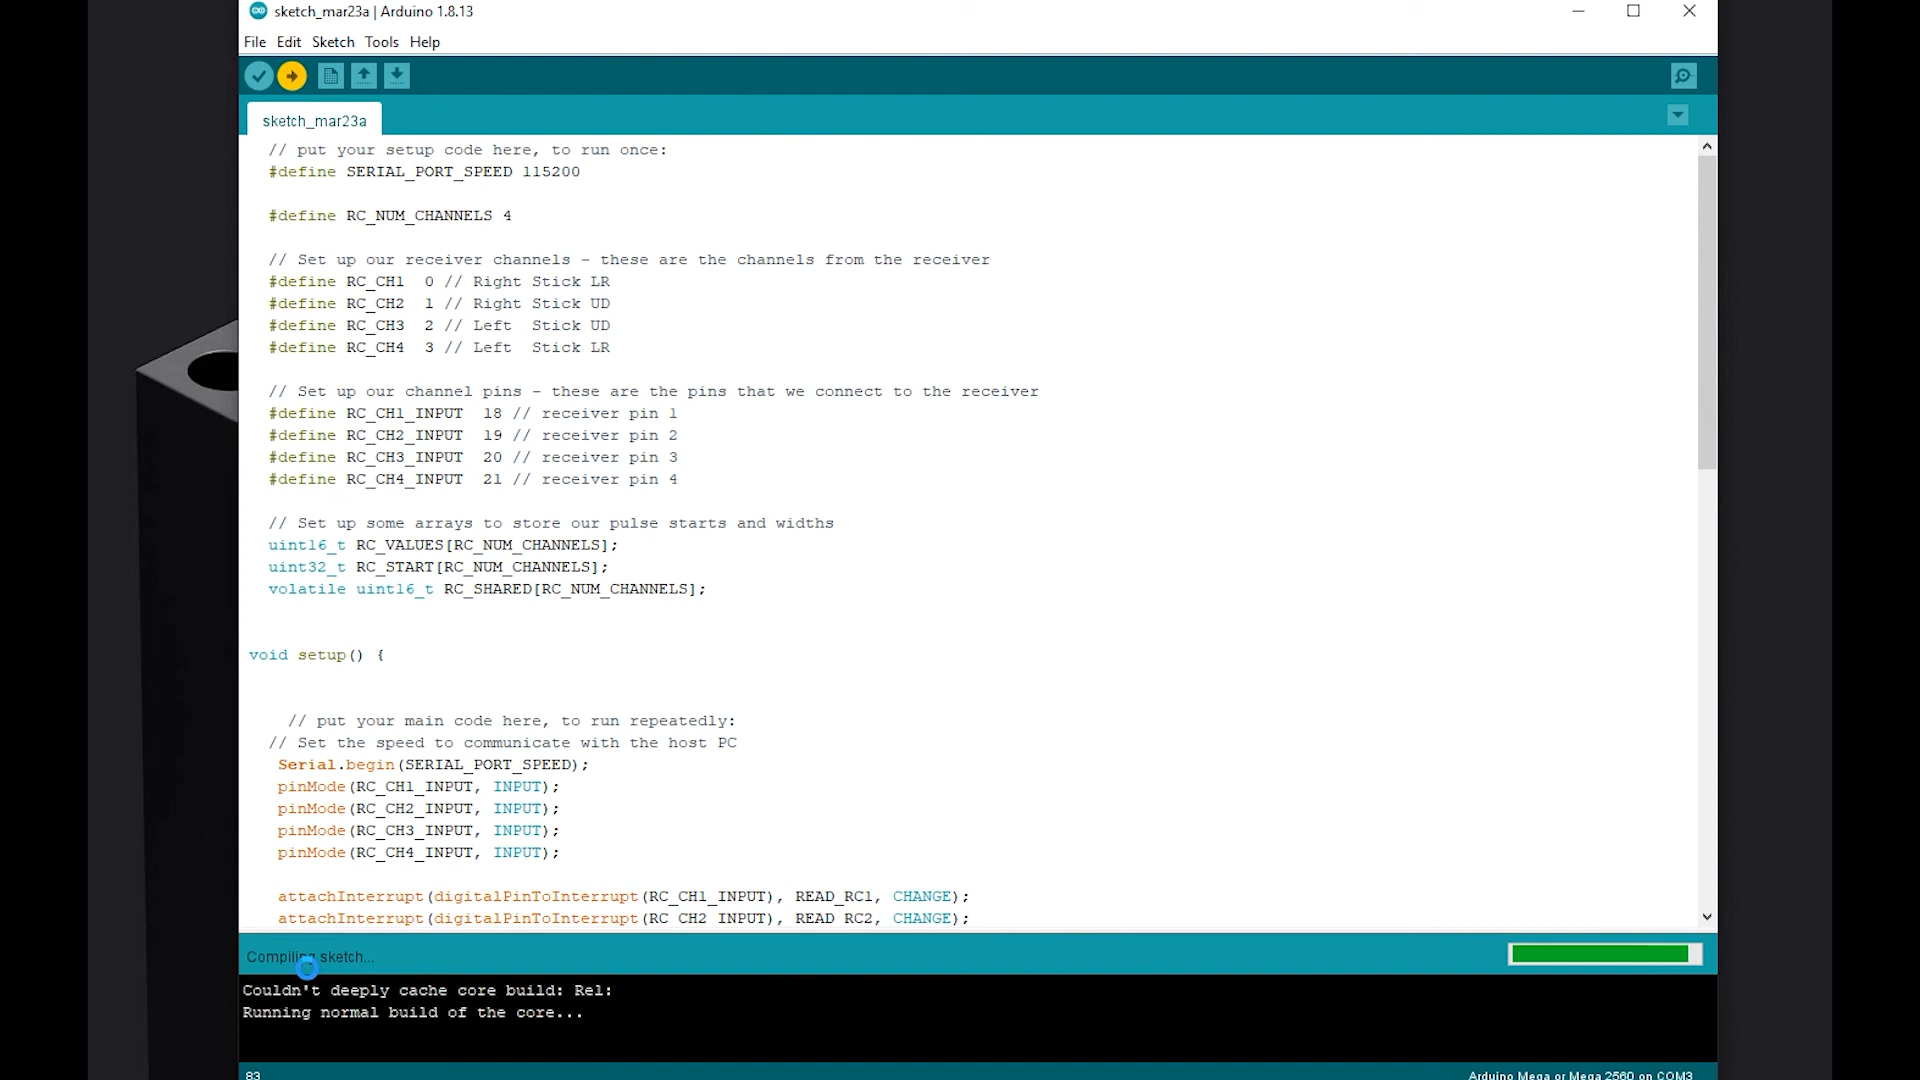 sketch_mar23a | Arduino 1.8.13
File Edit Sketch Tools Help
sketch_mar23a
// put your setup code here, to run once:
#define SERIAL_PORT_SPEED 115200
#define RC_NUM_CHANNELS 4
// Set up our receiver channels - these are the channels from the receiver
#define RC_CH1 0 // Right Stick LR
#define RC_CH2 1 // Right Stick UD
#define RC_CH3 2 // Left Stick UD
#define RC_CH4 3 // Left Stick LR
// Set up our channel pins - these are the pins that we connect to the receiver
#define RC_CH1_INPUT 18 // receiver pin 1
#define RC_CH2_INPUT 19 // receiver pin 2
#define RC_CH3_INPUT 20 // receiver pin 3
#define RC_CH4_INPUT 21 // receiver pin 4
// Set up some arrays to store our pulse starts and widths
uint16_t RC_VALUES[RC_NUM_CHANNELS];
uint32_t RC_START[RC_NUM_CHANNELS];
volatile uint16_t RC_SHARED[RC_NUM_CHANNELS];
void setup() {
// put your main code here, to run repeatedly:
// Set the speed to communicate with the host PC
Serial.begin(SERIAL_PORT_SPEED);
pinMode(RC_CH1_INPUT, INPUT);
pinMode(RC_CH2_INPUT, INPUT);
pinMode(RC_CH3_INPUT, INPUT);
pinMode(RC_CH4_INPUT, INPUT);
attachInterrupt(digitalPinToInterrupt(RC_CH1_INPUT), READ_RC1, CHANGE);
attachInterrupt(digitalPinToInterrupt(RC_CH2_INPUT), READ_RC2, CHANGE);
Compiling sketch...
Couldn't deeply cache core build: Rel:
Running normal build of the core...
83
Arduino Mega or Mega 2560 on COM3